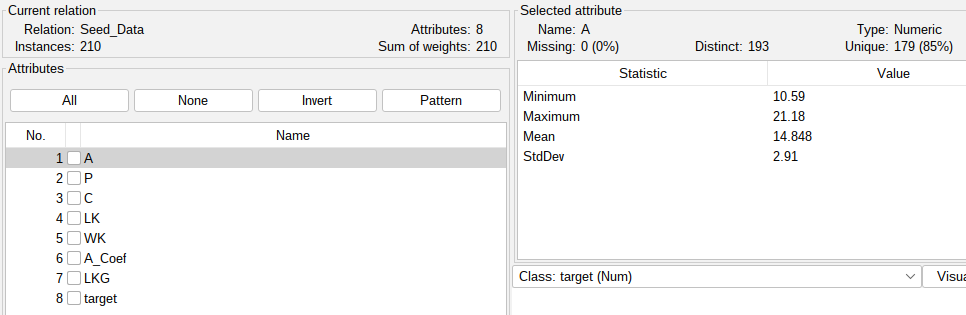 Current relation
Relation: Seed_Data Attributes: 8
Instances: 210 Sum of weights: 210
Attributes
All None Invert Pattern
No. Name
1 A
2 P
3 C
4 LK
5 WK
6 A_Coef
7 LKG
8 target
Selected attribute
Name: A Type: Numeric
Missing: 0 (0%) Distinct: 193 Unique: 179 (85%)
Statistic Value
Minimum 10.59
Maximum 21.18
Mean 14.848
StdDev 2.91
Class: target (Num) Visua